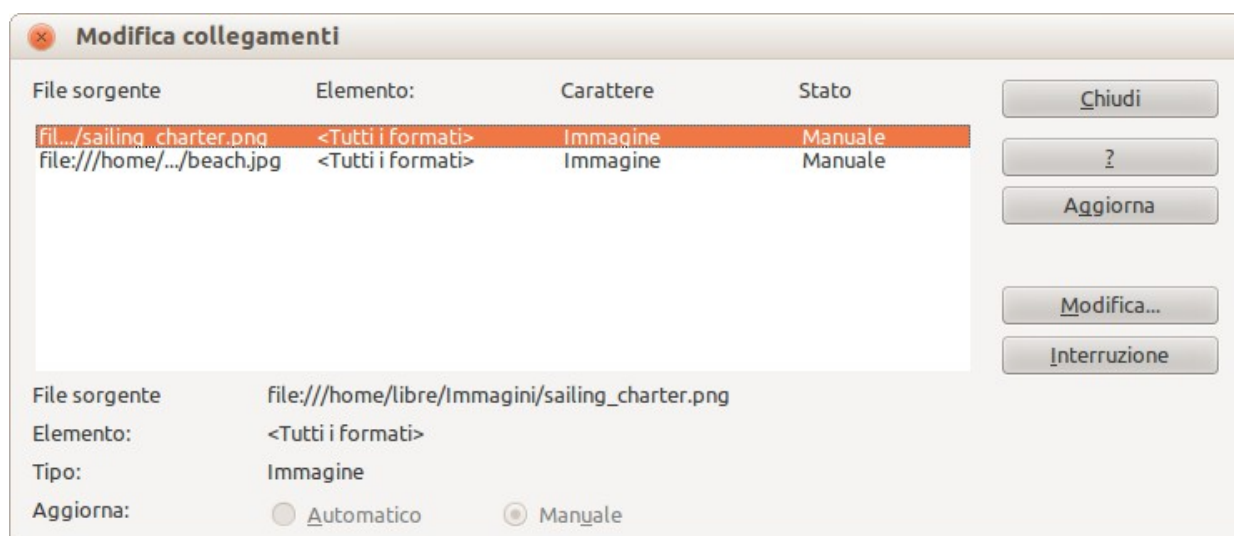 Modifica collegamenti
File sorgente Elemento: Carattere Stato
Chiudi
fil.../sailing_charter.png <Tutti i formati> Immagine Manuale
file:///home/.../beach.jpg <Tutti i formati> Immagine Manuale
?
Aggiorna
Modifica...
Interruzione
File sorgente file:///home/libre/Immagini/sailing_charter.png
Elemento: <Tutti i formati>
Tipo: Immagine
Aggiorna: Automatico Manuale